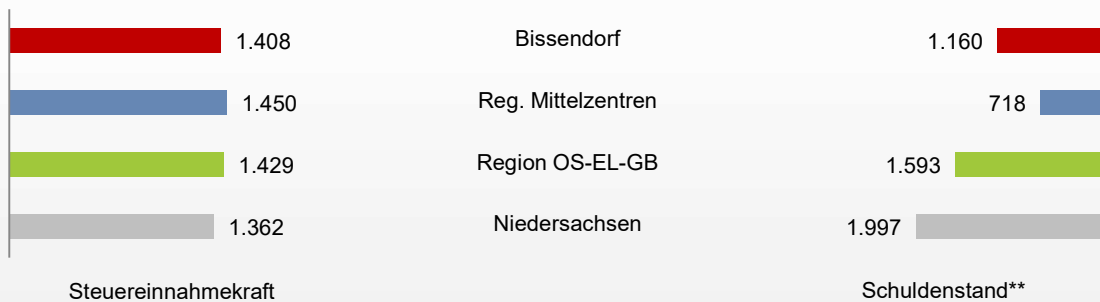 1.408 Bissendorf 1.160
1.450 Reg. Mittelzentren 718
1.429 Region OS-EL-GB 1.593
1.362 Niedersachsen 1.997
Steuereinnahmekraft Schuldenstand**